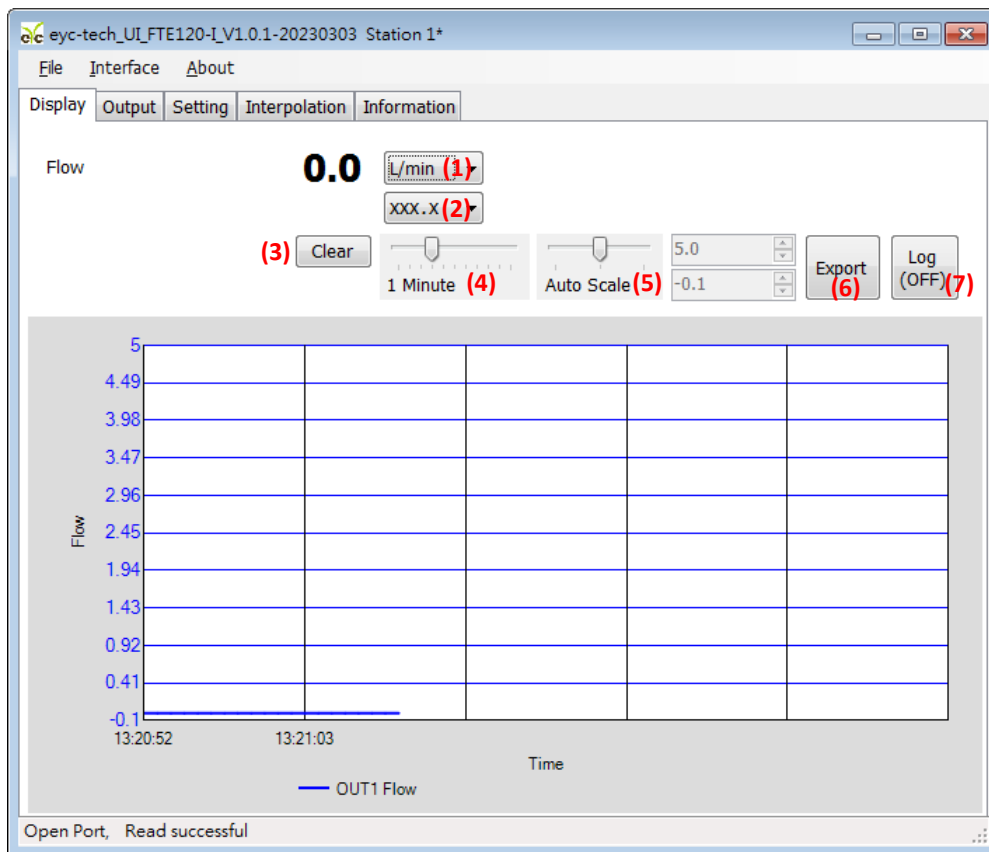 eyc eyc-tech_UI_FTE120-I_V1.0.1-20230303 Station 1*
File Interface About
Display Output Setting Interpolation Information
Flow 0.0 L/min (1)
xxx.x (2)
(3) Clear 1 Minute (4) Auto Scale (5) 5.0 -0.1 Export (6) Log (OFF) (7)
5
4.49
3.98
3.47
2.96
2.45
1.94
1.43
0.92
0.41
-0.1
Flow
13:20:52 13:21:03
Time
OUT1 Flow
Open Port, Read successful